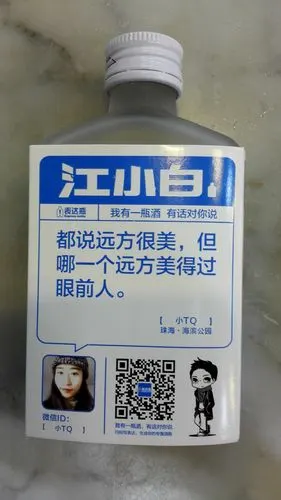 江小白
表达瓶
我有一瓶酒 有话对你说
都说远方很美，但
哪一个远方美得过
眼前人。
【 小TQ 】
珠海·海滨公园
微信ID：
【 小TQ 】
我有一瓶酒，有话对你说